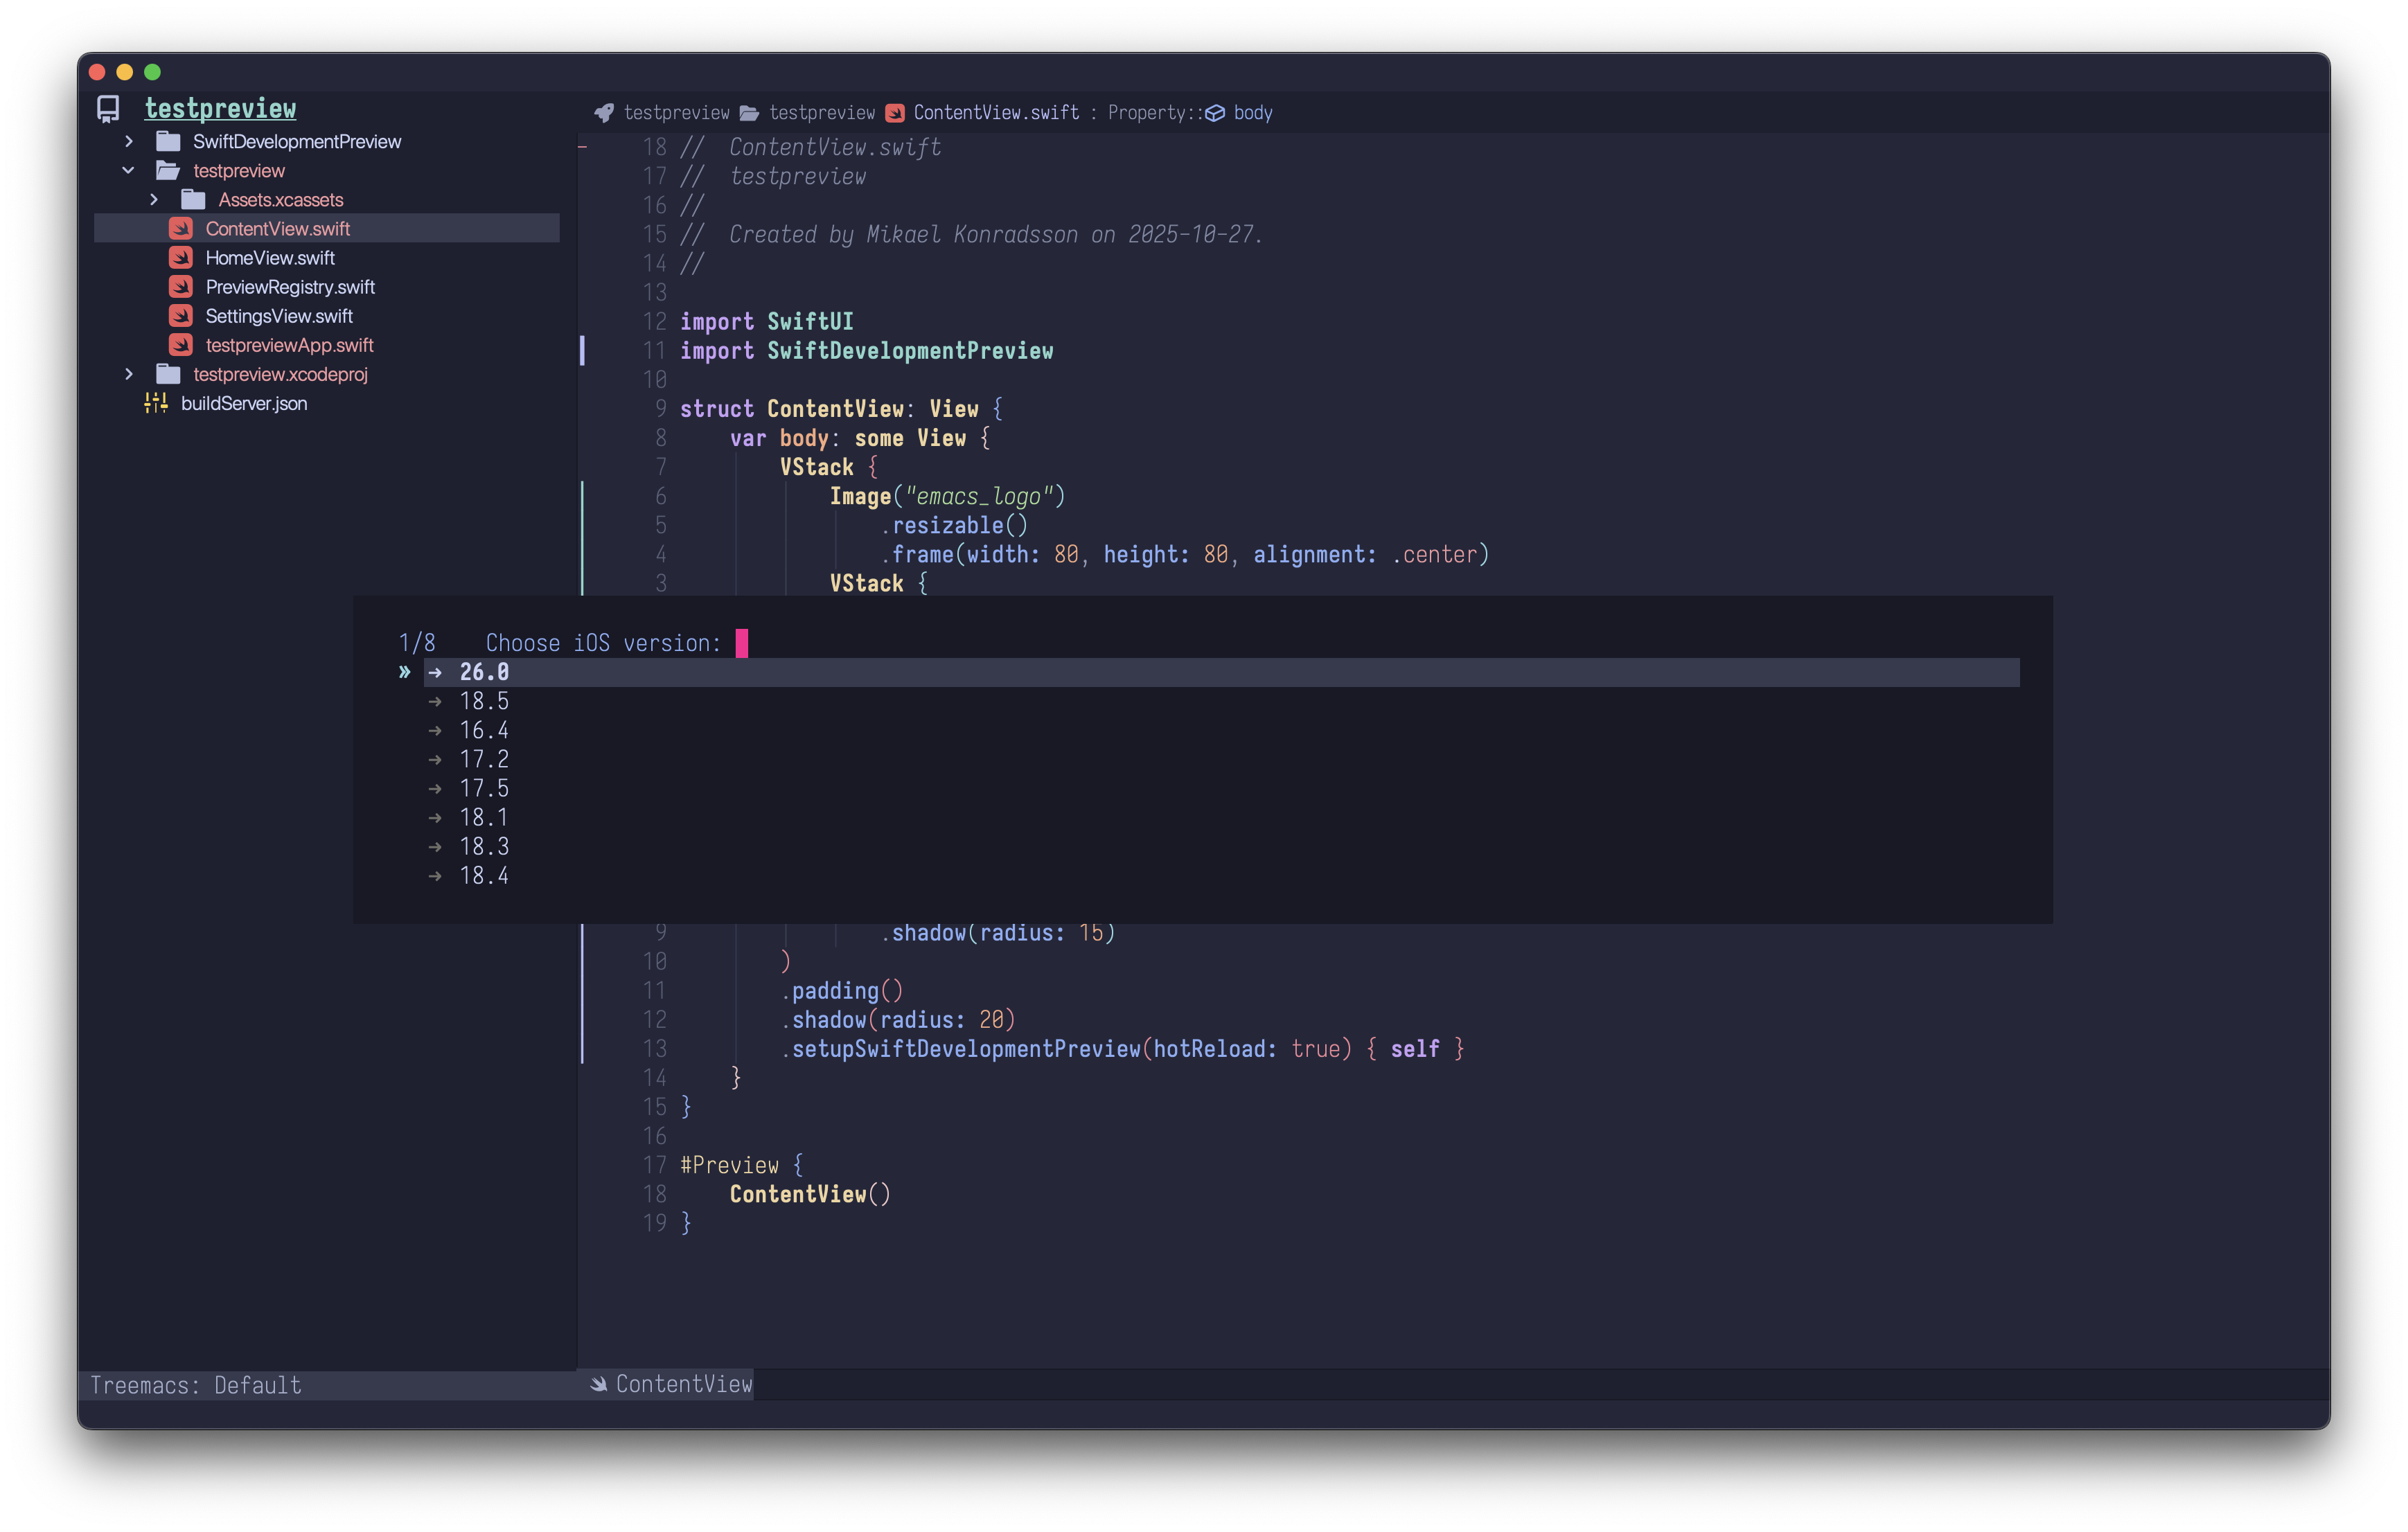 testpreview
SwiftDevelopmentPreview
testpreview
Assets.xcassets
ContentView.swift
HomeView.swift
PreviewRegistry.swift
SettingsView.swift
testpreviewApp.swift
testpreview.xcodeproj
buildServer.json
testpreview testpreview ContentView.swift : Property::body
18 //  ContentView.swift
17 //  testpreview
16 //
15 //  Created by Mikael Konradsson on 2025-10-27.
14 //
13
12 import SwiftUI
11 import SwiftDevelopmentPreview
10
9 struct ContentView: View {
8     var body: some View {
7         VStack {
6             Image("emacs_logo")
5                 .resizable()
4                 .frame(width: 80, height: 80, alignment: .center)
3             VStack {
1/8 Choose iOS version:
» → 26.0
→ 18.5
→ 16.4
→ 17.2
→ 17.5
→ 18.1
→ 18.3
→ 18.4
9                 .shadow(radius: 15)
10         )
11         .padding()
12         .shadow(radius: 20)
13         .setupSwiftDevelopmentPreview(hotReload: true) { self }
14     }
15 }
16
17 #Preview {
18     ContentView()
19 }
Treemacs: Default
ContentView